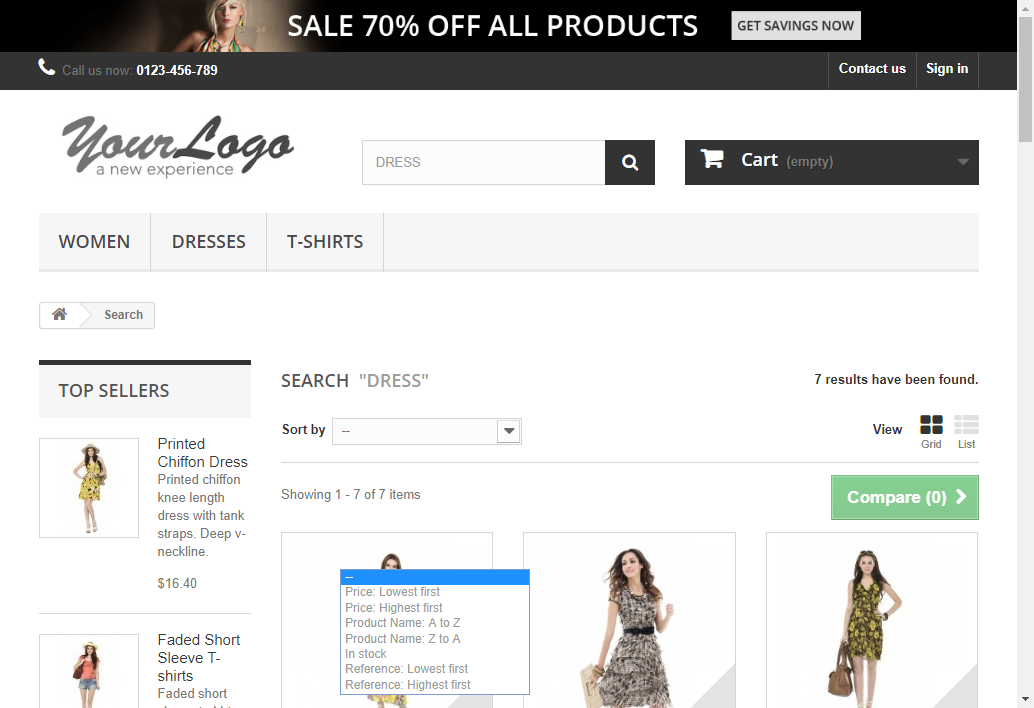 SALE 70% OFF ALL PRODUCTS
GET SAVINGS NOW
Call us now: 0123-456-789
Contact us
Sign in
YourLogo
a new experience
DRESS
Cart (empty)
WOMEN
DRESSES
T-SHIRTS
Search
TOP SELLERS
Printed
Chiffon Dress
Printed chiffon
knee length
dress with tank
straps. Deep v-
neckline.
$16.40
Faded Short
Sleeve T-
shirts
Faded short
SEARCH "DRESS"
7 results have been found.
Sort by
--
View
Grid
List
Showing 1 - 7 of 7 items
Compare (0)
--
Price: Lowest first
Price: Highest first
Product Name: A to Z
Product Name: Z to A
In stock
Reference: Lowest first
Reference: Highest first